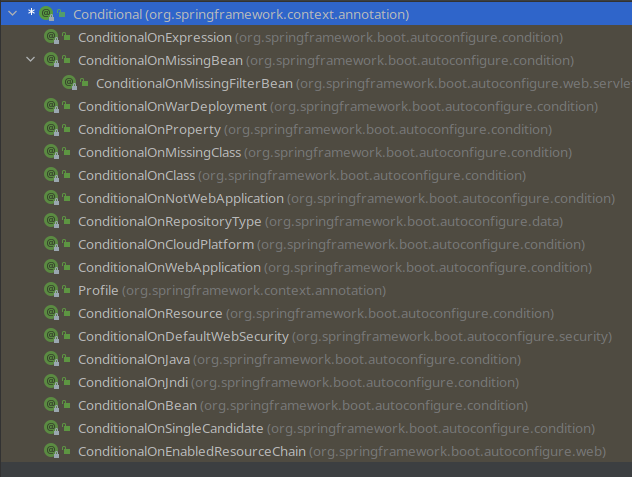 * Conditional (org.springframework.context.annotation)
ConditionalOnExpression (org.springframework.boot.autoconfigure.condition)
ConditionalOnMissingBean (org.springframework.boot.autoconfigure.condition)
ConditionalOnMissingFilterBean (org.springframework.boot.autoconfigure.web.servlet
ConditionalOnWarDeployment (org.springframework.boot.autoconfigure.condition)
ConditionalOnProperty (org.springframework.boot.autoconfigure.condition)
ConditionalOnMissingClass (org.springframework.boot.autoconfigure.condition)
ConditionalOnClass (org.springframework.boot.autoconfigure.condition)
ConditionalOnNotWebApplication (org.springframework.boot.autoconfigure.condition)
ConditionalOnRepositoryType (org.springframework.boot.autoconfigure.data)
ConditionalOnCloudPlatform (org.springframework.boot.autoconfigure.condition)
ConditionalOnWebApplication (org.springframework.boot.autoconfigure.condition)
Profile (org.springframework.context.annotation)
ConditionalOnResource (org.springframework.boot.autoconfigure.condition)
ConditionalOnDefaultWebSecurity (org.springframework.boot.autoconfigure.security)
ConditionalOnJava (org.springframework.boot.autoconfigure.condition)
ConditionalOnJndi (org.springframework.boot.autoconfigure.condition)
ConditionalOnBean (org.springframework.boot.autoconfigure.condition)
ConditionalOnSingleCandidate (org.springframework.boot.autoconfigure.condition)
ConditionalOnEnabledResourceChain (org.springframework.boot.autoconfigure.web)